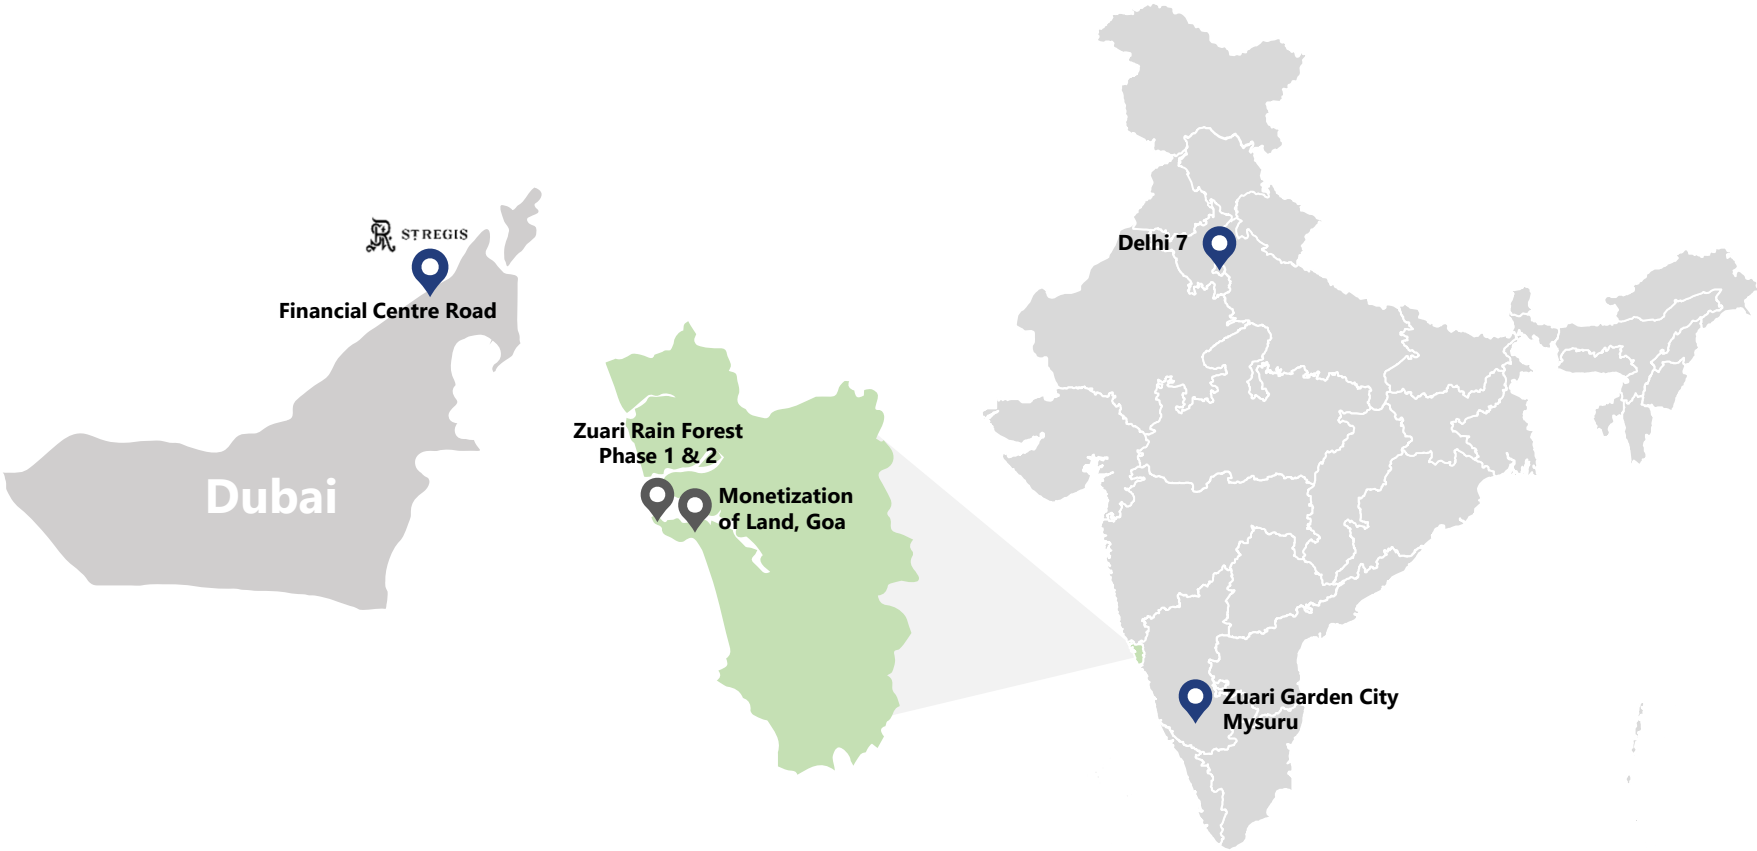 ST REGIS
Financial Centre Road
Dubai
Zuari Rain Forest
Phase 1 & 2
Monetization
of Land, Goa
Delhi 7
Zuari Garden City
Mysuru